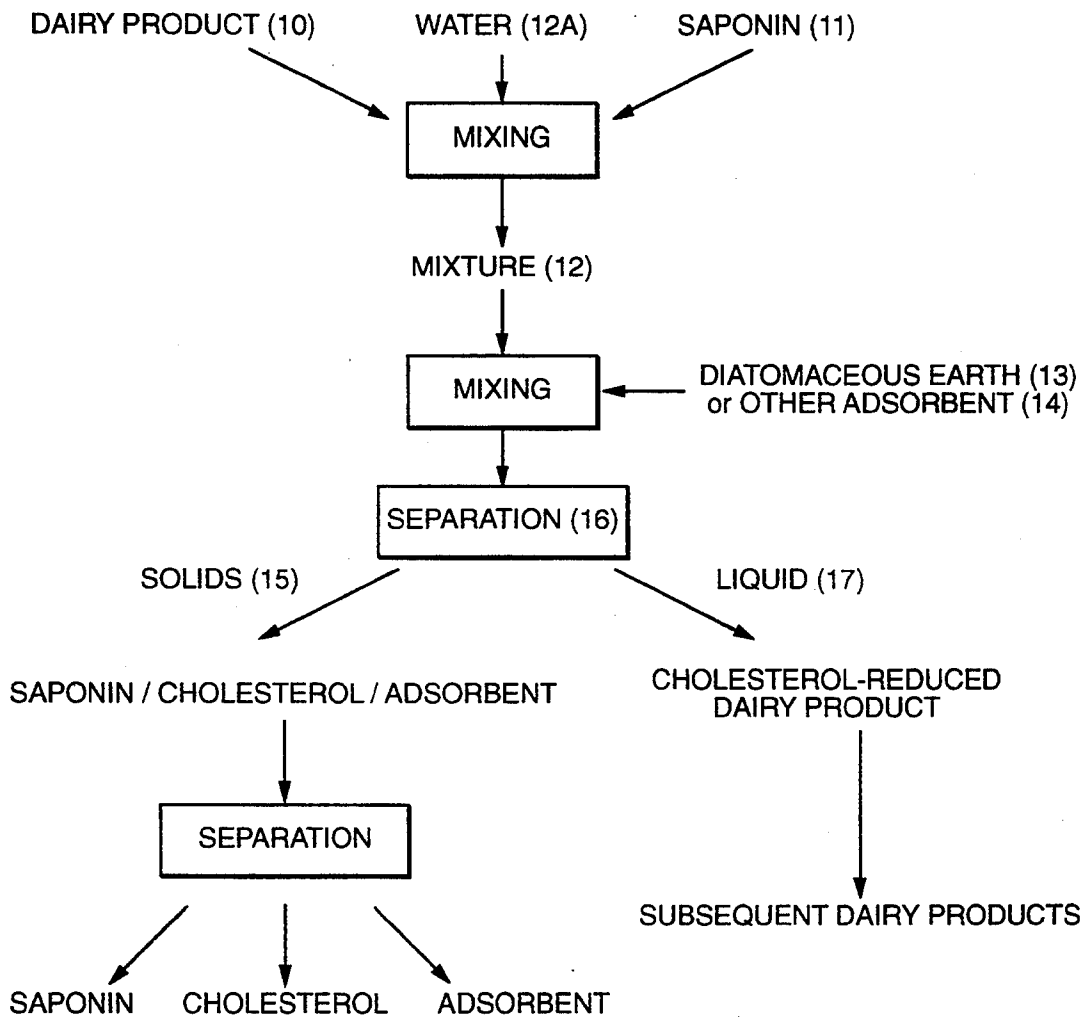 DAIRY PRODUCT (10) WATER (12A) SAPONIN (11)
MIXING
MIXTURE (12)
MIXING
DIATOMACEOUS EARTH (13)
or OTHER ADSORBENT (14)
SEPARATION (16)
SOLIDS (15) LIQUID (17)
SAPONIN / CHOLESTEROL / ADSORBENT
CHOLESTEROL-REDUCED
DAIRY PRODUCT
SEPARATION
SUBSEQUENT DAIRY PRODUCTS
SAPONIN CHOLESTEROL ADSORBENT